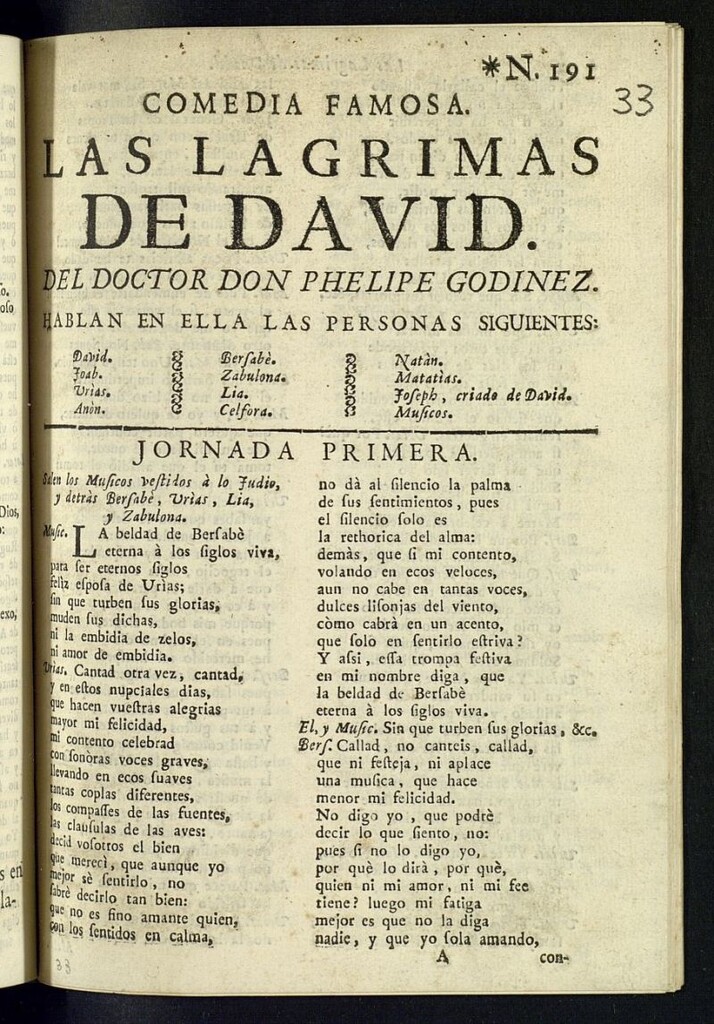 *N. 191
33
COMEDIA FAMOSA.
LAS LAGRIMAS
DE DAVID.
DEL DOCTOR DON PHELIPE GODINEZ.
HABLAN EN ELLA LAS PERSONAS SIGUIENTES:
David.
Joab.
Urìas.
Anòn.
Berſabè.
Zabulona.
Lia.
Celfora.
Natàn.
Matatìas.
Joſeph, criado de David.
Muſicos.
JORNADA PRIMERA.
Salen los Muſicos veſtidos à lo Judio,
y detràs Berſabè, Urìas, Lia,
y Zabulona.
Muſic. LA beldad de Berſabè
eterna à los ſiglos viva,
para ſer eternos ſiglos
feliz eſpoſa de Urìas;
ſin que turben ſus glorias,
muden ſus dichas,
ni la embidia de zelos,
ni amor de embidia.
Urias. Cantad otra vez, cantad,
y en eſtos nupciales dias,
que hacen vueſtras alegrias
mayor mi felicidad,
mi contento celebrad
con ſonòras voces graves,
llevando en ecos ſuaves
tantas coplas diferentes,
los compaſſes de las fuentes,
las clauſulas de las aves:
decid voſotros el bien
que merecì, que aunque yo
mejor sè ſentirlo, no
ſabrè decirlo tan bien:
que no es fino amante quien,
con los ſentidos en calma,
33
no dà al ſilencio la palma
de ſus ſentimientos, pues
el ſilencio ſolo es
la rethorica del alma:
demàs, que ſi mi contento,
volando en ecos veloces,
aun no cabe en tantas voces,
dulces liſonjas del viento,
còmo cabrà en un acento,
que ſolo en ſentirlo eſtriva?
Y aſsi, eſſa trompa feſtiva
en mi nombre diga, que
la beldad de Berſabè
eterna à los ſiglos viva.
El, y Muſic. Sin que turben ſus glorias, &c.
Berſ. Callad, no canteis, callad,
que ni feſteja, ni aplace
una muſica, que hace
menor mi felicidad.
No digo yo, que podrè
decir lo que ſiento, no:
pues ſi no lo digo yo,
por què lo dirà, por què,
quien ni mi amor, ni mi fee
tiene? luego mi fatiga
mejor es que no la diga
nadie, y que yo ſola amando,
A
con-
o.
oſo
Dios,
:
exo,
s en
la-